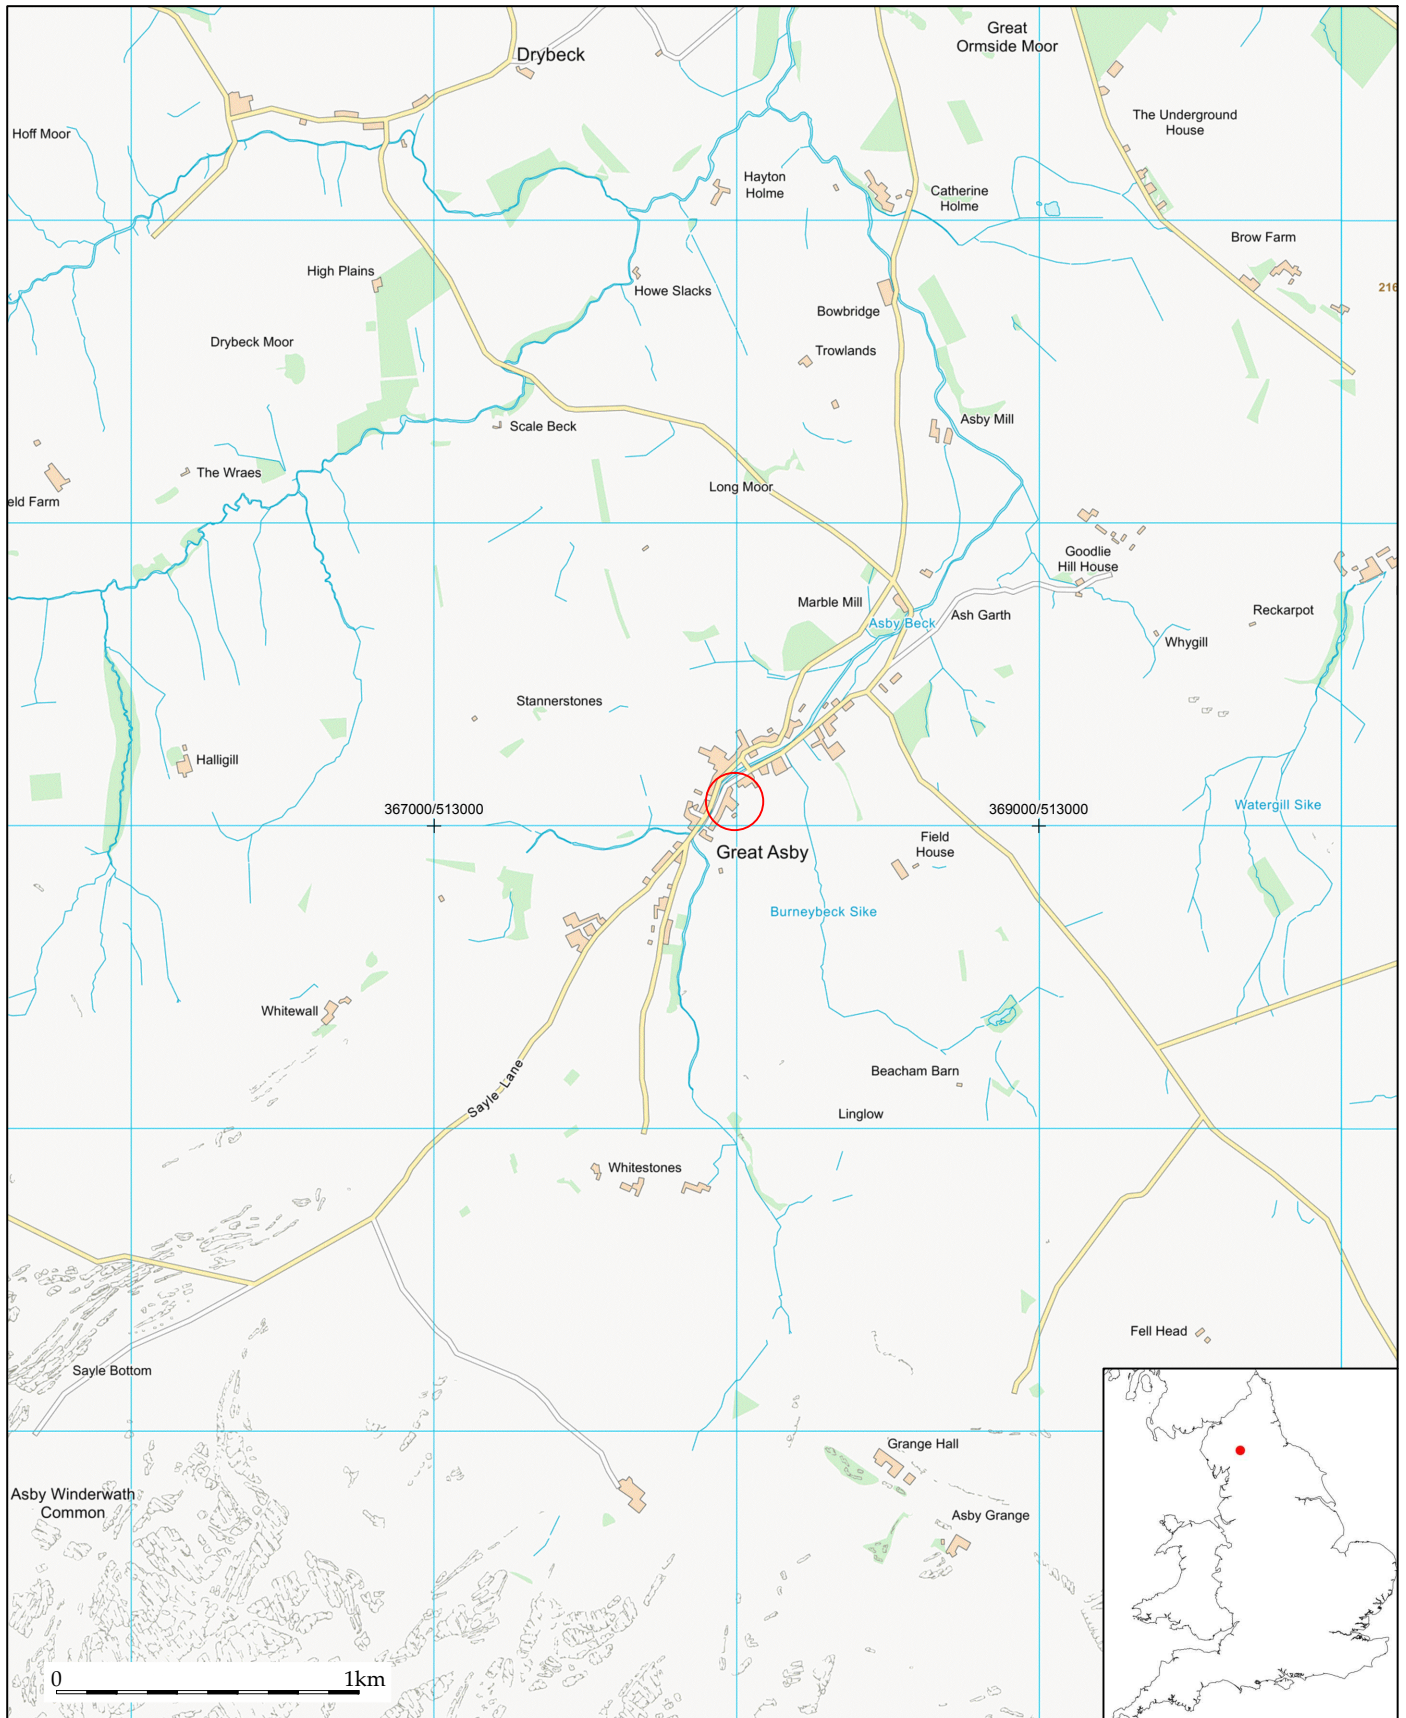 Great
Ormside Moor
Drybeck
The Underground
House
Hoff Moor
Hayton
Holme
Catherine
Holme
Brow Farm
High Plains
Howe Slacks
216
Bowbridge
Drybeck Moor
Trowlands
Asby Mill
Scale Beck
The Wraes
Long Moor
eld Farm
Goodlie
Hill House
Marble Mill
Reckarpot
Ash Garth
Asby Beck
Whygill
Stannerstones
Halligill
Watergill Sike
367000/513000
369000/513000
Field
House
Great Asby
Burneybeck Sike
Whitewall
Beacham Barn
Sayle Lane
Linglow
Whitestones
Fell Head
Sayle Bottom
Grange Hall
Asby Winderwath
Common
Asby Grange
0
1km